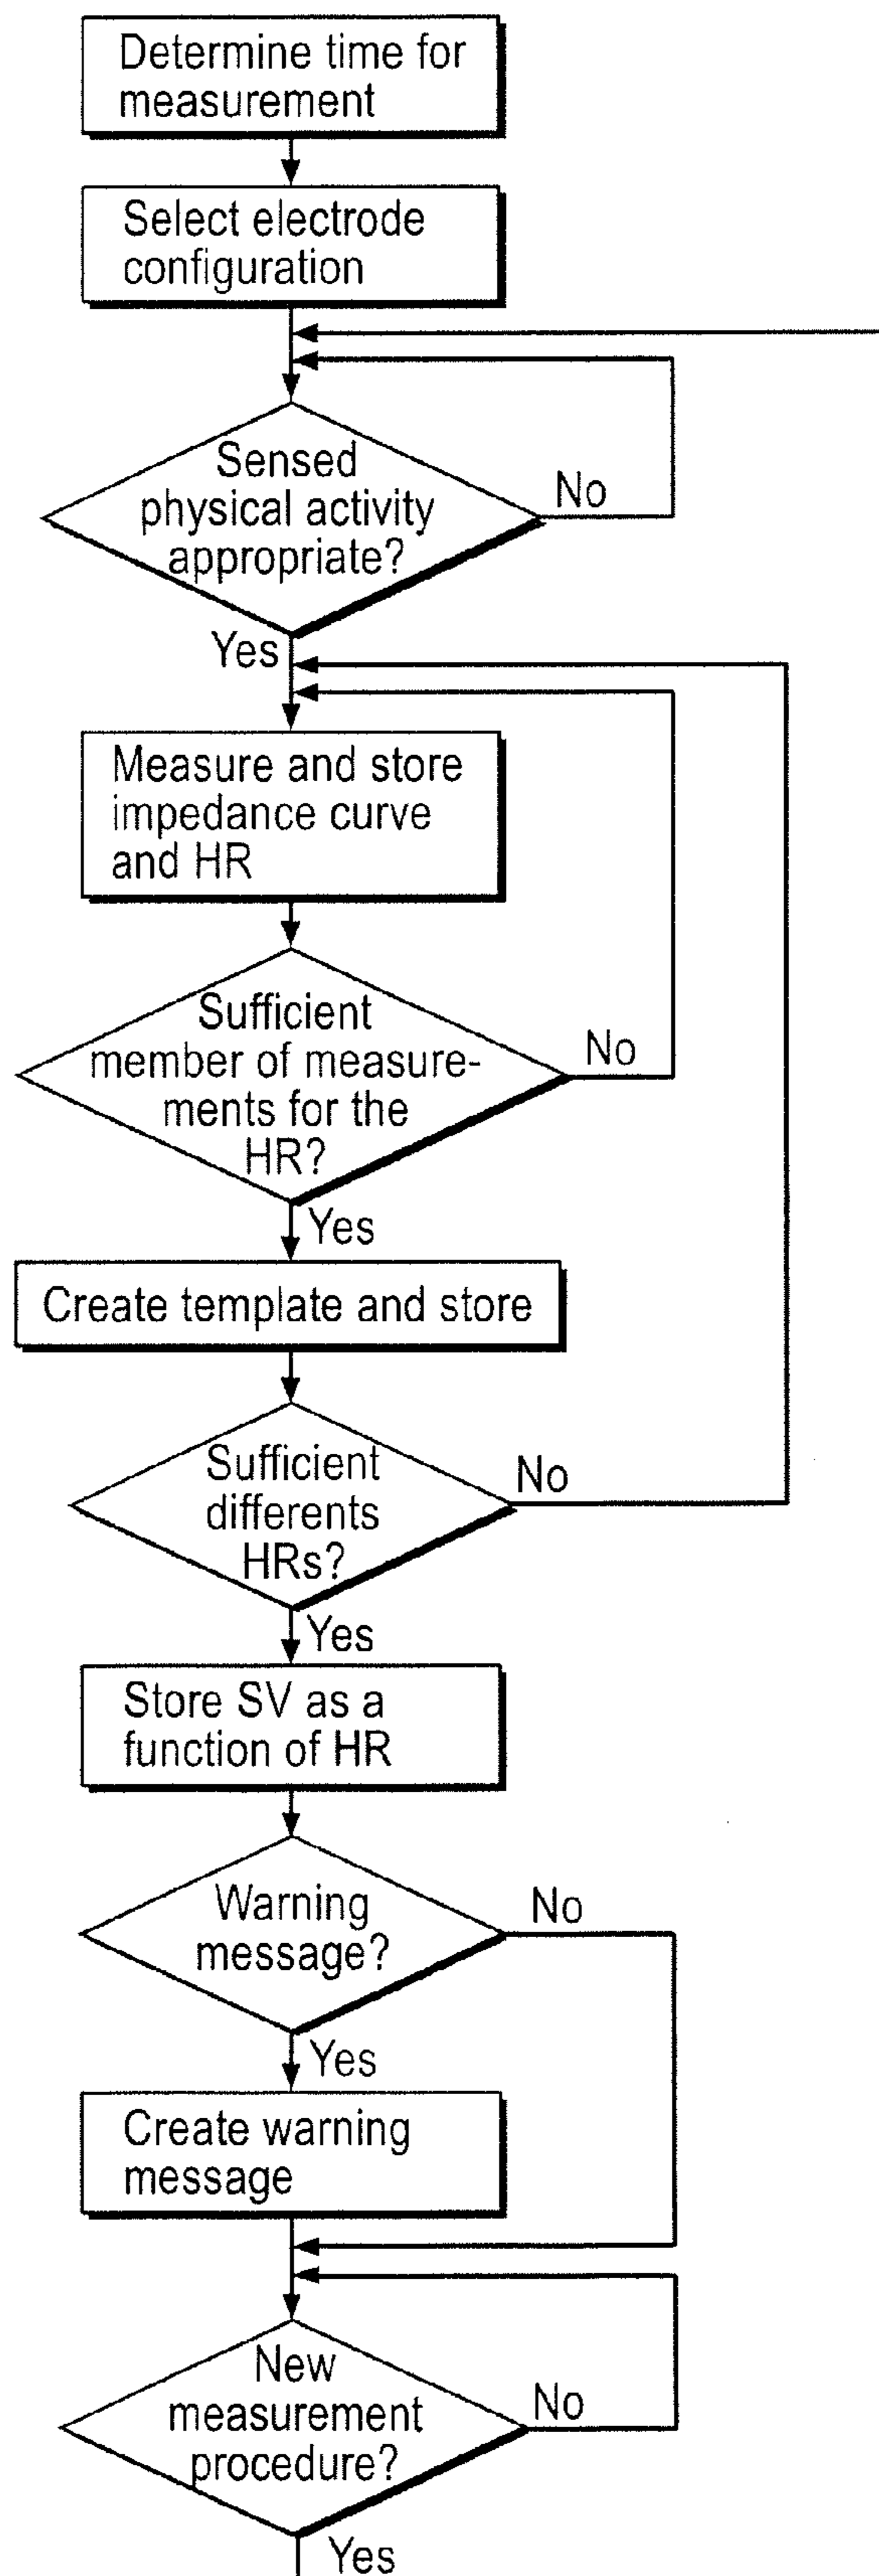 Determine time for
measurement
Select electrode
configuration
Sensed
physical activity
appropriate?
No
Yes
Measure and store
impedance curve
and HR
Sufficient
member of measure-
ments for the
HR?
No
Yes
Create template and store
Sufficient
differents
HRs?
No
Yes
Store SV as a
function of HR
Warning
message?
No
Yes
Create warning
message
New
measurement
procedure?
No
Yes